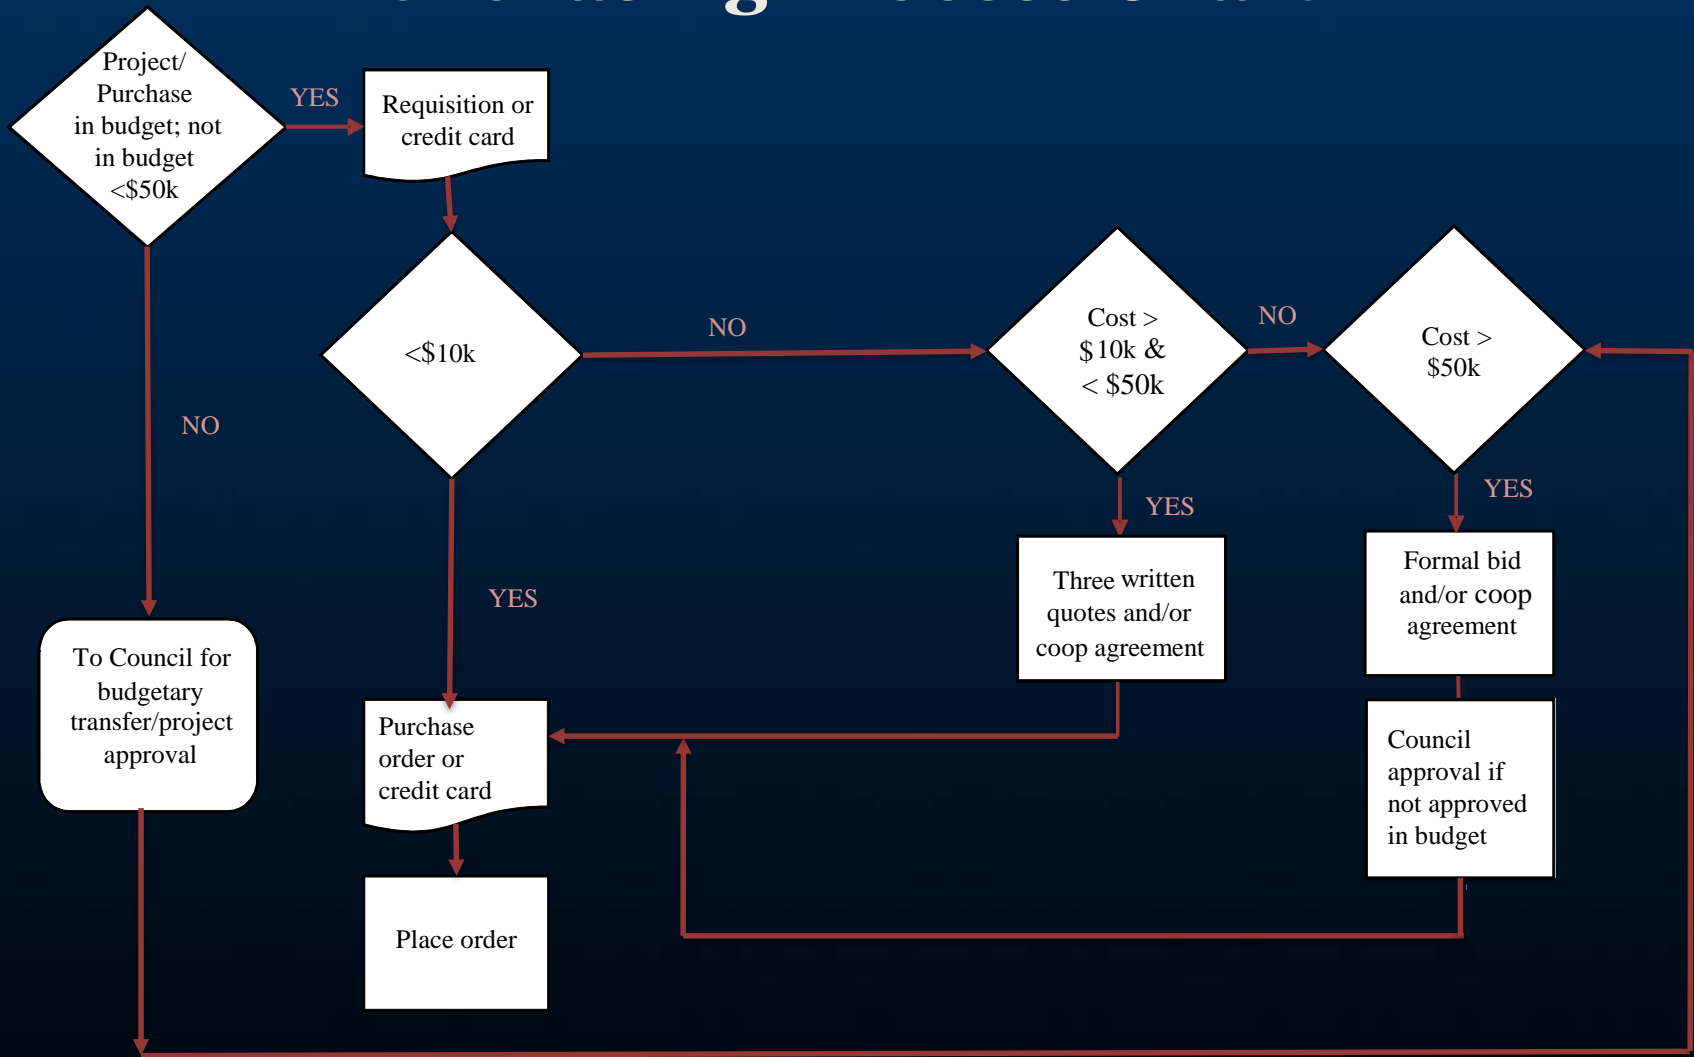 Project/
Purchase
in budget; not
in budget
<$50k
YES
Requisition or
credit card
<$10k
NO
Cost >
$10k &
< $50k
NO
Cost >
$50k
NO
YES
YES
YES
Three written
quotes and/or
coop agreement
Formal bid
and/or coop
agreement
To Council for
budgetary
transfer/project
approval
Purchase
order or
credit card
Council
approval if
not approved
in budget
Place order